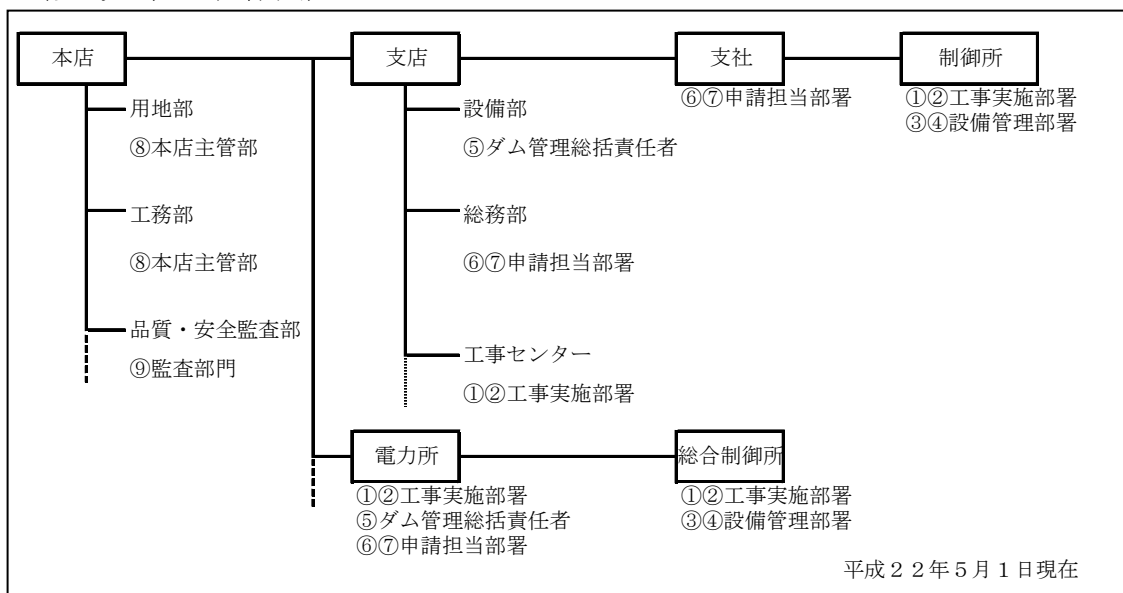 本店
支店
支社
制御所
用地部
⑧本店主管部
設備部
⑤ダム管理総括責任者
⑥⑦申請担当部署
①②工事実施部署
③④設備管理部署
工務部
⑧本店主管部
総務部
⑥⑦申請担当部署
品質・安全監査部
⑨監査部門
工事センター
①②工事実施部署
電力所
総合制御所
①②工事実施部署
⑤ダム管理総括責任者
⑥⑦申請担当部署
①②工事実施部署
③④設備管理部署
平成２２年５月１日現在